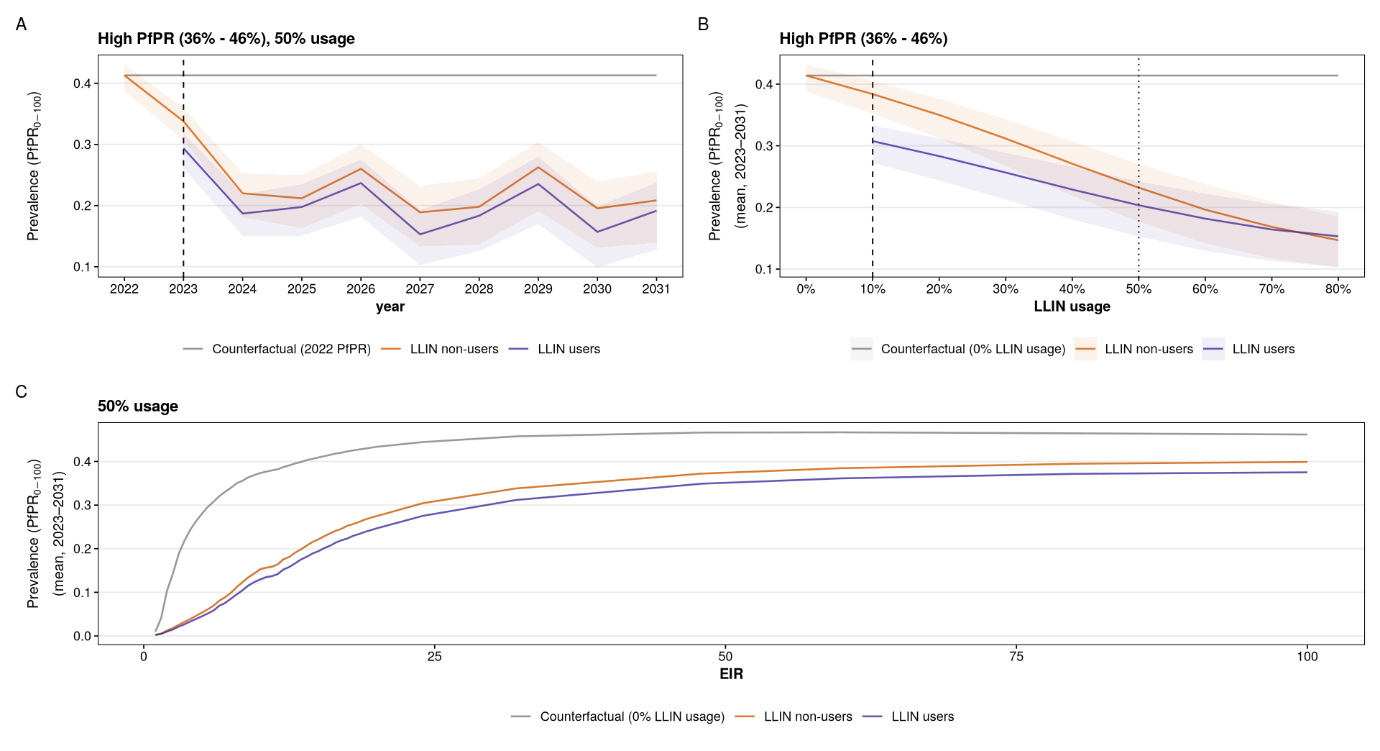 A
High PfPR (36% - 46%), 50% usage
Prevalence (PfPR0−100)
0.4
0.3
0.2
0.1
2022 2023 2024 2025 2026 2027 2028 2029 2030 2031
year
Counterfactual (2022 PfPR) LLIN non-users LLIN users
B
High PfPR (36% - 46%)
Prevalence (PfPR0−100)
(mean, 2023–2031)
0.4
0.3
0.2
0.1
0% 10% 20% 30% 40% 50% 60% 70% 80%
LLIN usage
Counterfactual (0% LLIN usage) LLIN non-users LLIN users
C
50% usage
Prevalence (PfPR0−100)
(mean, 2023–2031)
0.4
0.3
0.2
0.1
0.0
0 25 50 75 100
EIR
Counterfactual (0% LLIN usage) LLIN non-users LLIN users